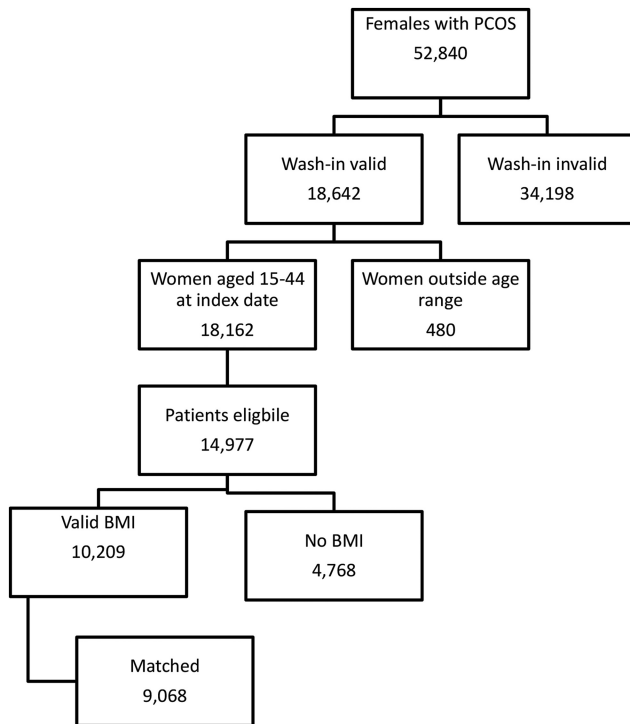 Females with PCOS
52,840
Wash-in valid
18,642
Wash-in invalid
34,198
Women aged 15-44
at index date
18,162
Women outside age
range
480
Patients eligbile
14,977
Valid BMI
10,209
No BMI
4,768
Matched
9,068